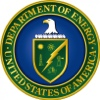 DEPARTMENT OF ENERGY
UNITED STATES OF AMERICA